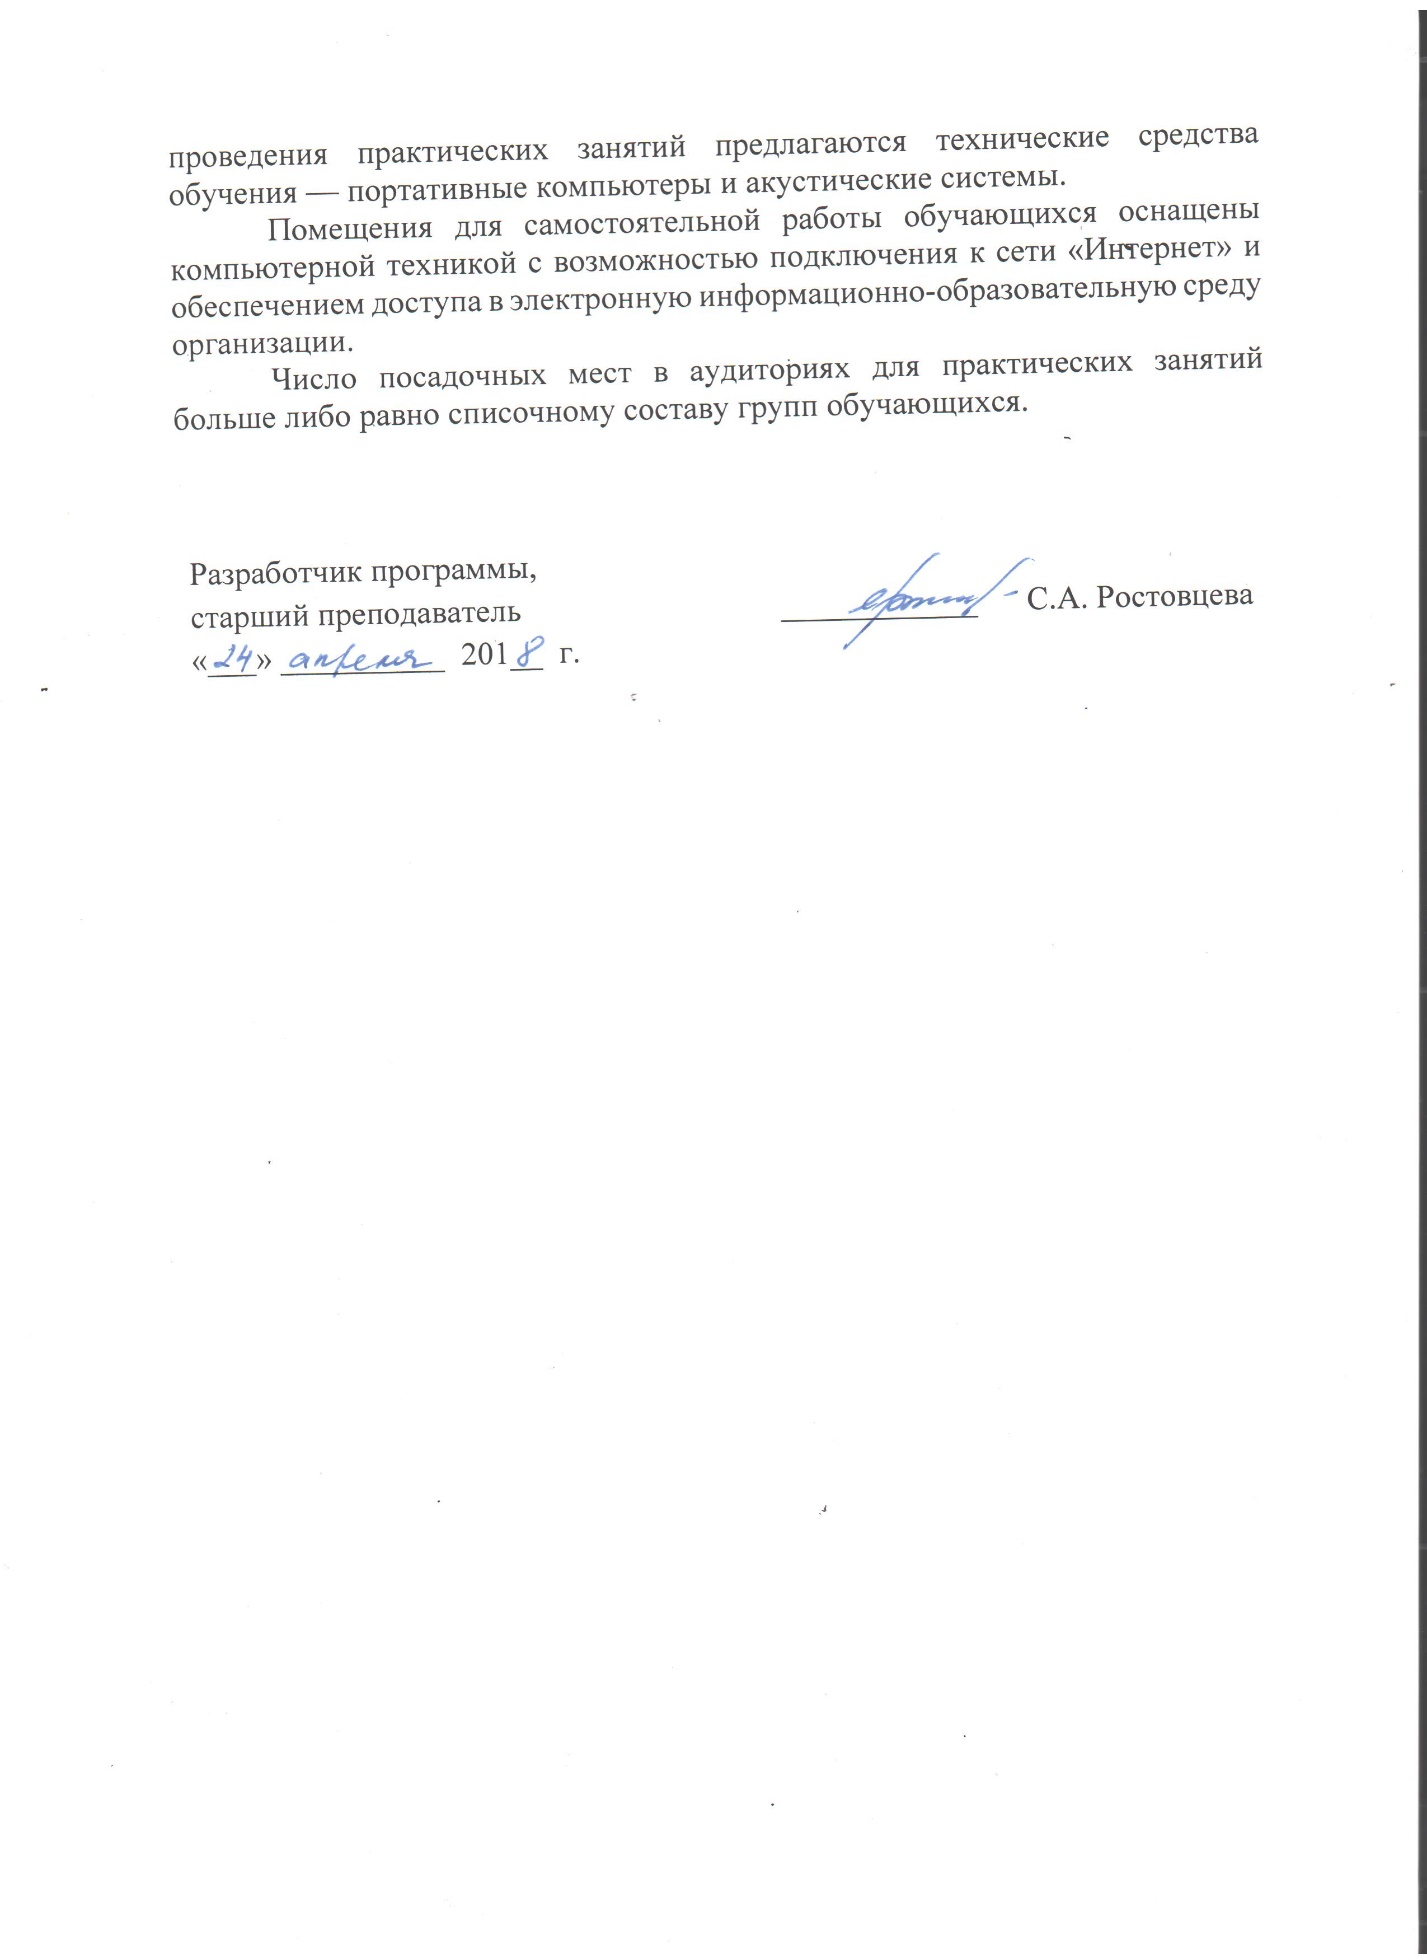 проведения практических занятий предлагаются технические средства
обучения — портативные компьютеры и акустические системы.
Помещения для самостоятельной работы обучающихся оснащены
компьютерной техникой с возможностью подключения к сети «Интернет» и
обеспечением доступа в электронную информационно-образовательную среду
организации.
Число посадочных мест в аудиториях для практических занятий
больше либо равно списочному составу групп обучающихся.
Разработчик программы,
старший преподаватель
С.А. Ростовцева
«24» апреля 2018 г.